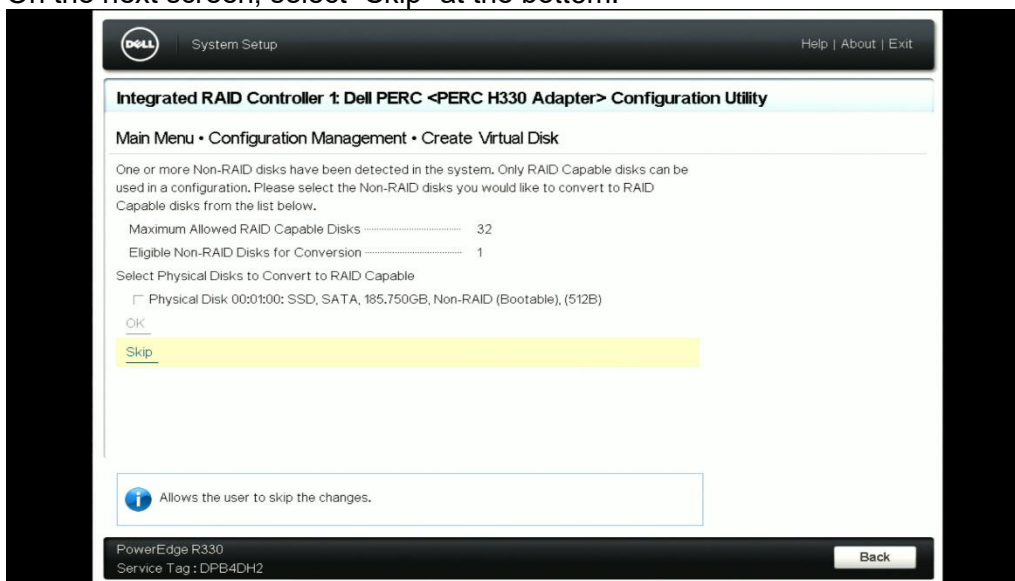 On the next screen, select "Skip" at the bottom.
DELL
System Setup
Help | About | Exit
Integrated RAID Controller 1: Dell PERC <PERC H330 Adapter> Configuration Utility
Main Menu • Configuration Management • Create Virtual Disk
One or more Non-RAID disks have been detected in the system. Only RAID Capable disks can be
used in a configuration. Please select the Non-RAID disks you would like to convert to RAID
Capable disks from the list below.
Maximum Allowed RAID Capable Disks 32
Eligible Non-RAID Disks for Conversion 1
Select Physical Disks to Convert to RAID Capable
Physical Disk 00:01:00: SSD, SATA, 185.750GB, Non-RAID (Bootable), (512B)
OK
Skip
Allows the user to skip the changes.
PowerEdge R330
Service Tag : DPB4DH2
Back